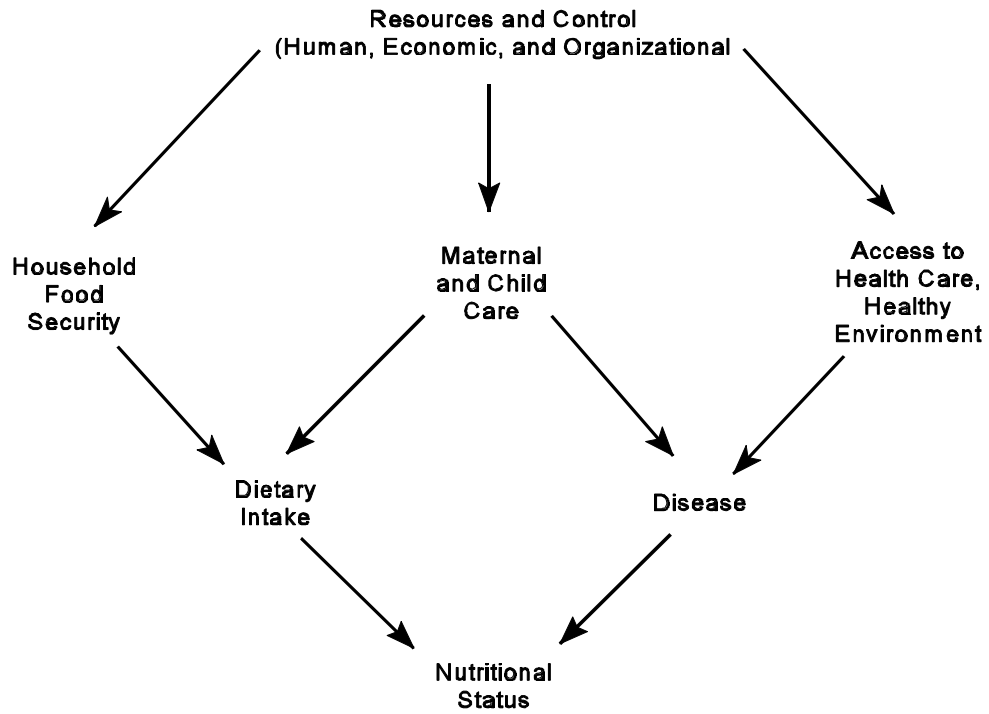 Resources and Control
(Human, Economic, and Organizational
Household
Food
Security
Maternal
and Child
Care
Access to
Health Care,
Healthy
Environment
Dietary
Intake
Disease
Nutritional
Status